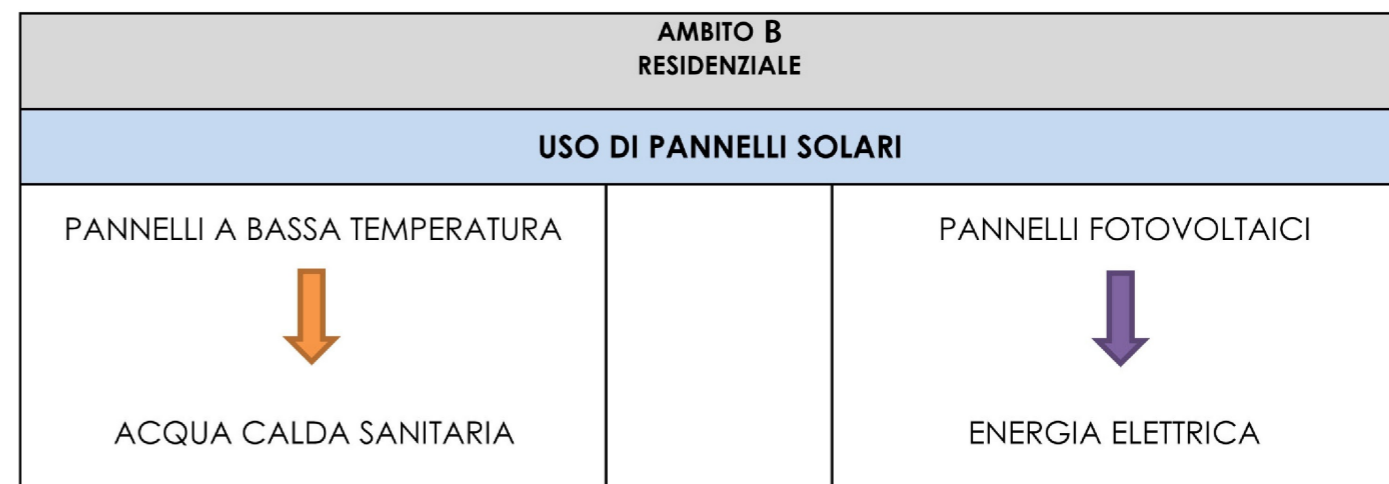 AMBITO B
RESIDENZIALE
USO DI PANNELLI SOLARI
PANNELLI A BASSA TEMPERATURA
ACQUA CALDA SANITARIA
PANNELLI FOTOVOLTAICI
ENERGIA ELETTRICA